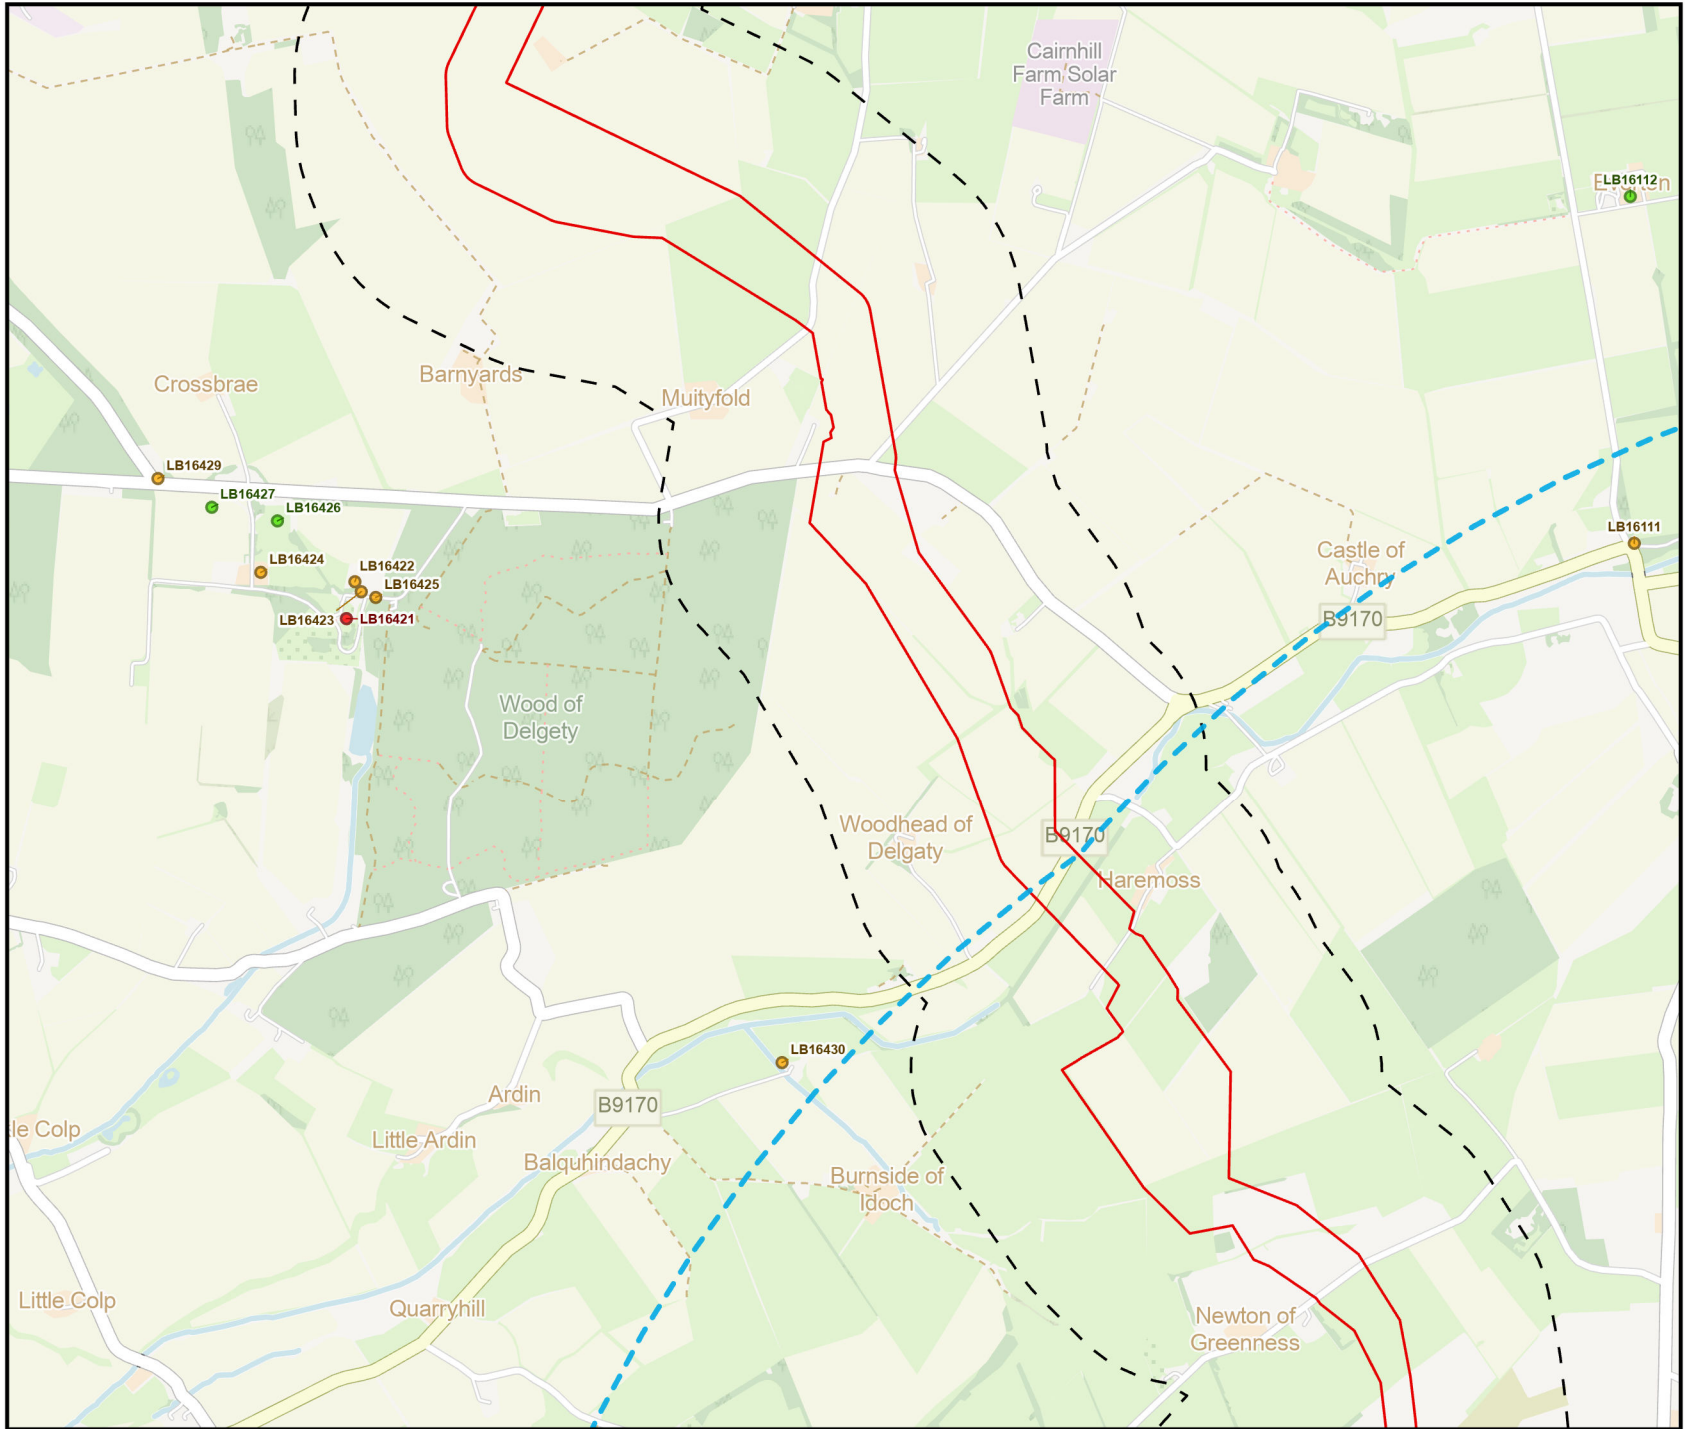 Cairnhill
Farm Solar
Farm
LB16112
Crossbrae
Barnyards
Muityfold
LB16429
LB16427
LB16426
LB16111
LB16424
LB16422
LB16425
LB16423
LB16421
Castle of
Auchry
B9170
Wood of
Delgety
Woodhead of
Delgaty
B9170
Haremoss
LB16430
Ardin
B9170
le Colp
Little Ardin
Balquhindachy
Burnside of
Idoch
Little Colp
Quarryhill
Newton of
Greenness